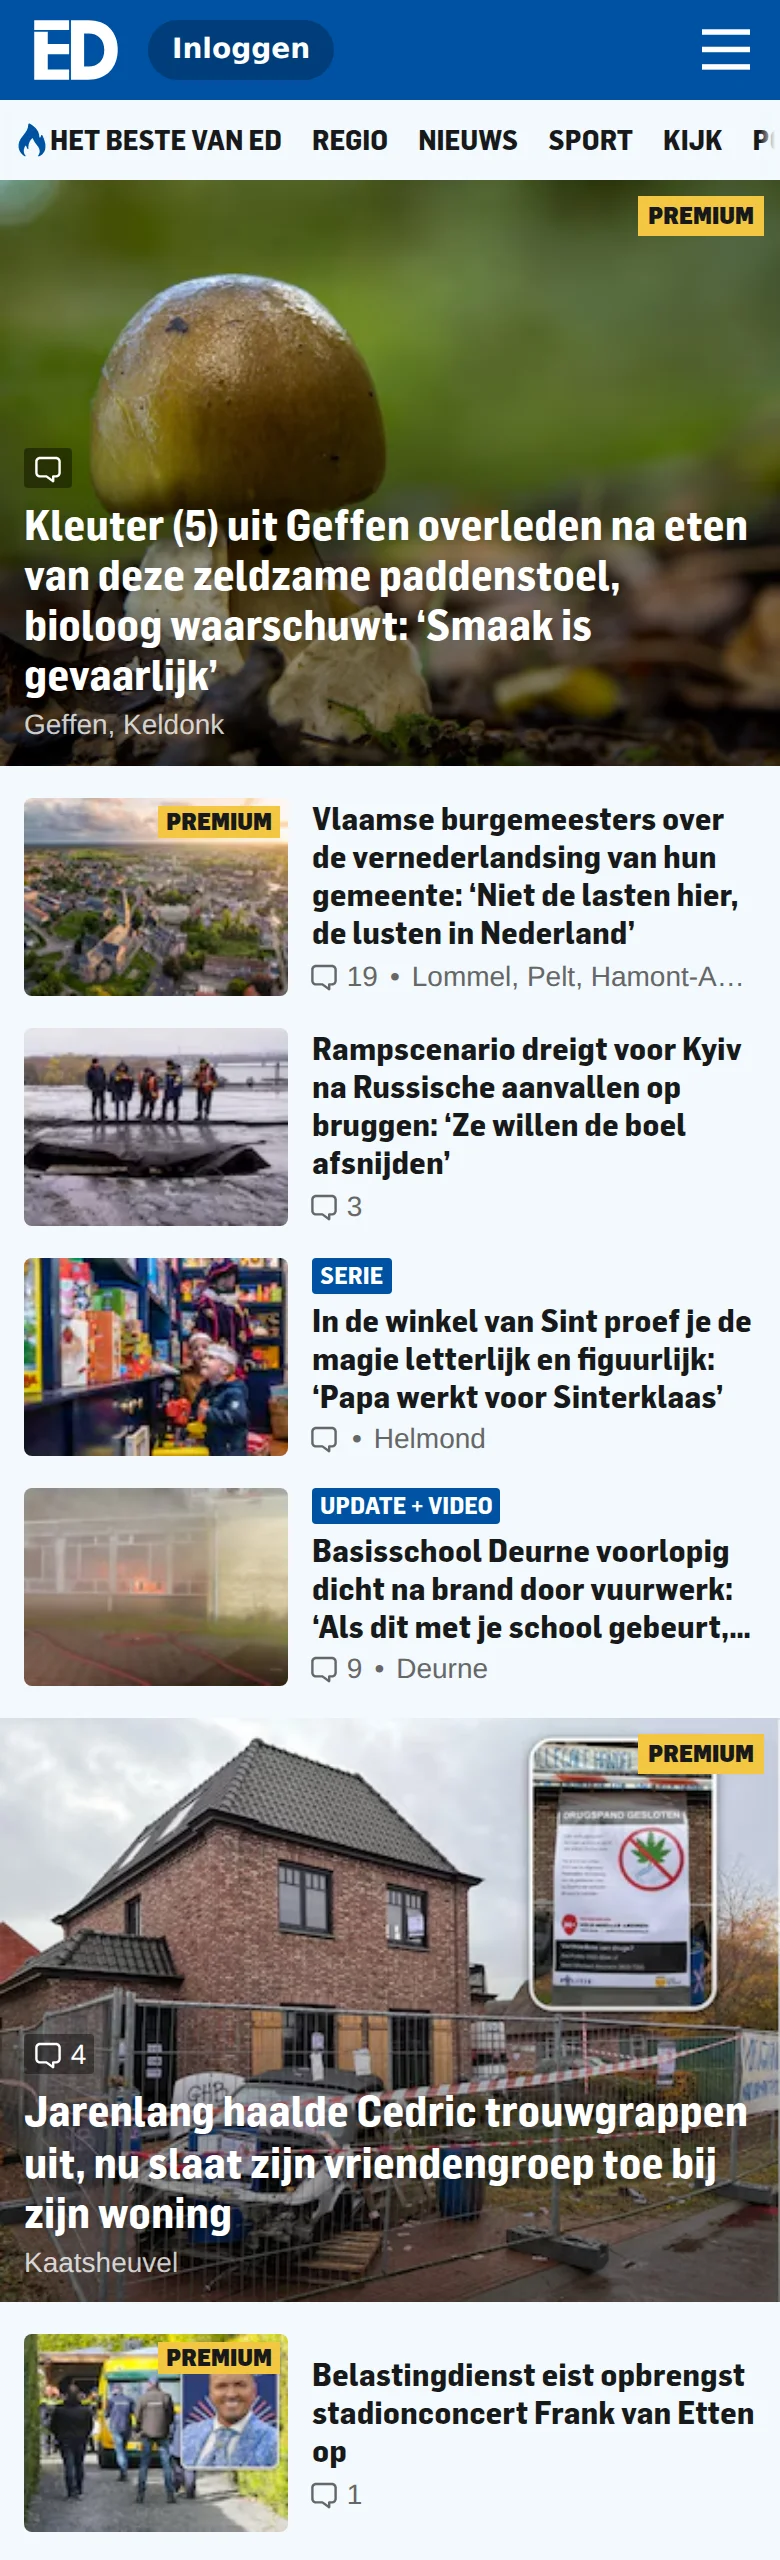 ED
Inloggen
HET BESTE VAN ED REGIO NIEUWS SPORT KIJK
PREMIUM
Kleuter (5) uit Geffen overleden na eten
van deze zeldzame paddenstoel,
bioloog waarschuwt: ‘Smaak is
gevaarlijk’
Geffen, Keldonk
PREMIUM
Vlaamse burgemeesters over
de vernederlandsing van hun
gemeente: ‘Niet de lasten hier,
de lusten in Nederland’
19 • Lommel, Pelt, Hamont-A…
Rampscenario dreigt voor Kyiv
na Russische aanvallen op
bruggen: ‘Ze willen de boel
afsnijden’
3
SERIE
In de winkel van Sint proef je de
magie letterlijk en figuurlijk:
‘Papa werkt voor Sinterklaas’
• Helmond
UPDATE + VIDEO
Basisschool Deurne voorlopig
dicht na brand door vuurwerk:
‘Als dit met je school gebeurt,...
9 • Deurne
PREMIUM
DRUGSPAND GESLOTEN
GHB
4
Jarenlang haalde Cedric trouwgrappen
uit, nu slaat zijn vriendengroep toe bij
zijn woning
Kaatsheuvel
PREMIUM
Belastingdienst eist opbrengst
stadionconcert Frank van Etten
op
1